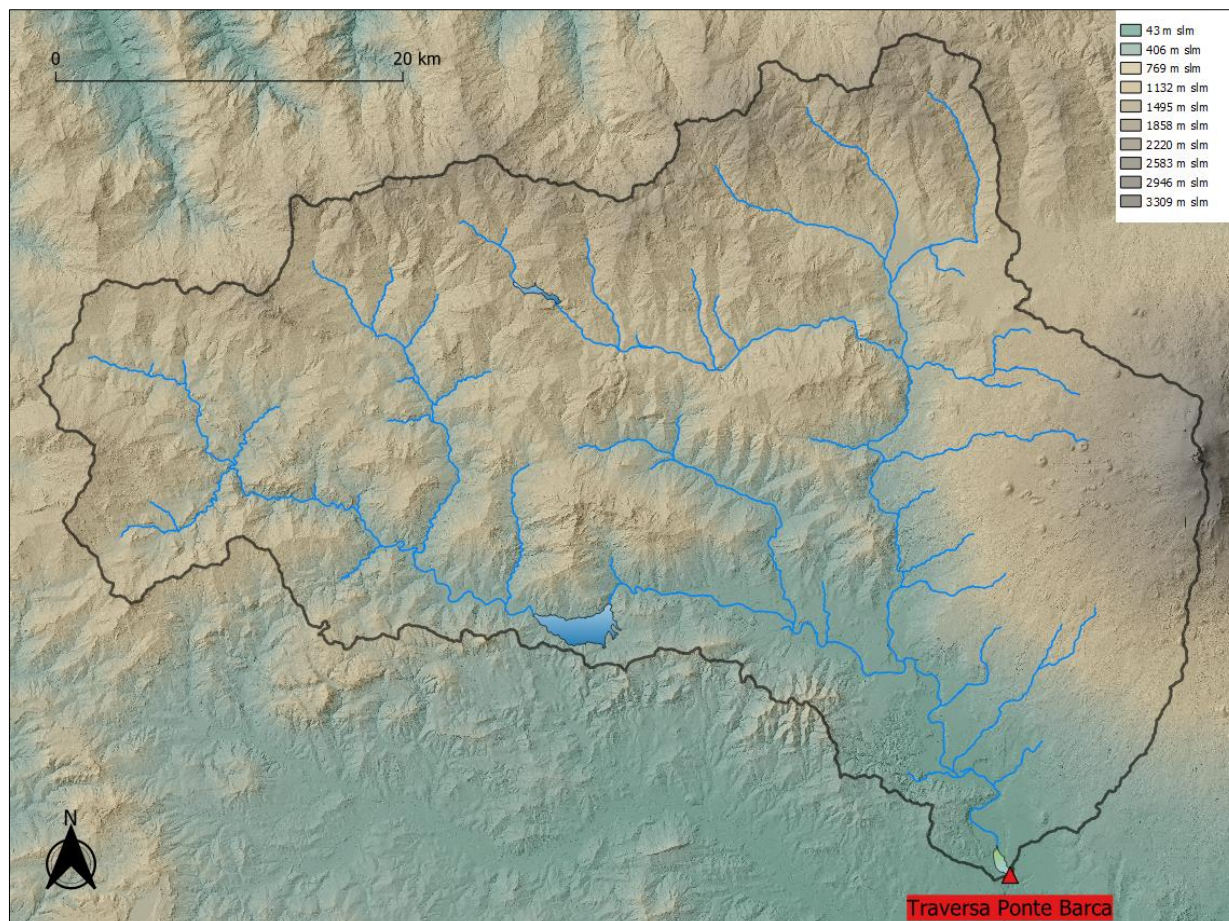 0 20 km
43 m slm
406 m slm
769 m slm
1132 m slm
1495 m slm
1858 m slm
2220 m slm
2583 m slm
2946 m slm
3309 m slm
N
Traversa Ponte Barca